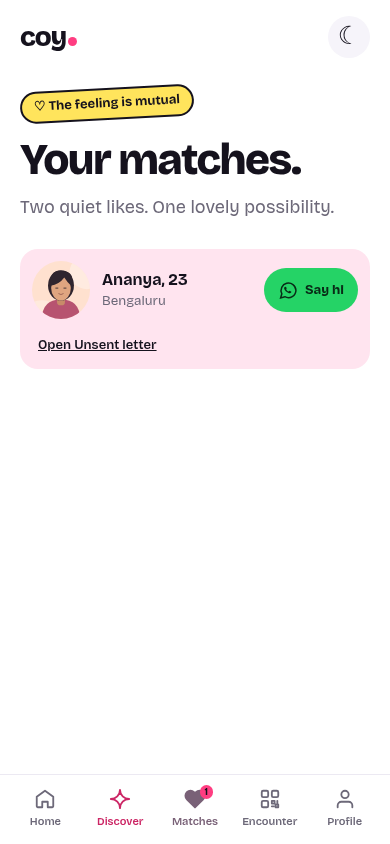 coy.
♡ The feeling is mutual
Your matches.
Two quiet likes. One lovely possibility.
Ananya, 23
Bengaluru
Say hi
Open Unsent letter
1
Home
Discover
Matches
Encounter
Profile